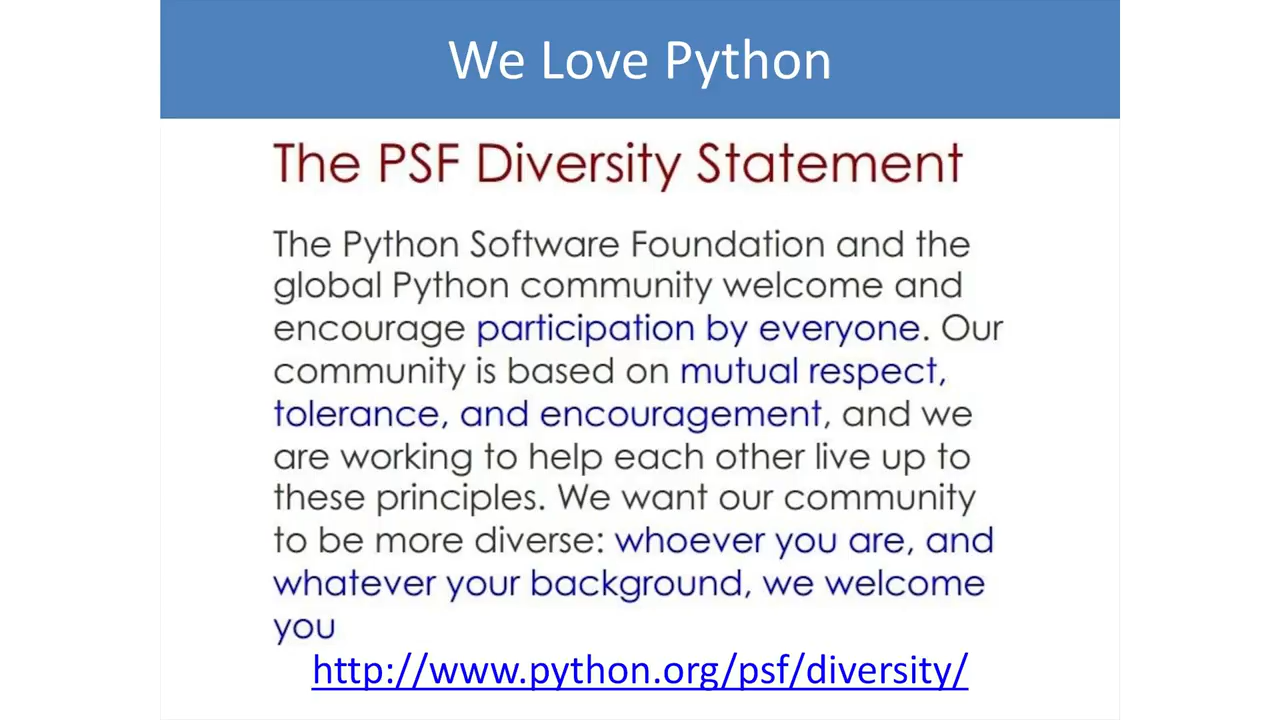 We Love Python
The PSF Diversity Statement
The Python Software Foundation and the
global Python community welcome and
encourage participation by everyone. Our
community is based on mutual respect,
tolerance, and encouragement, and we
are working to help each other live up to
these principles. We want our community
to be more diverse: whoever you are, and
whatever your background, we welcome
you
http://www.python.org/psf/diversity/